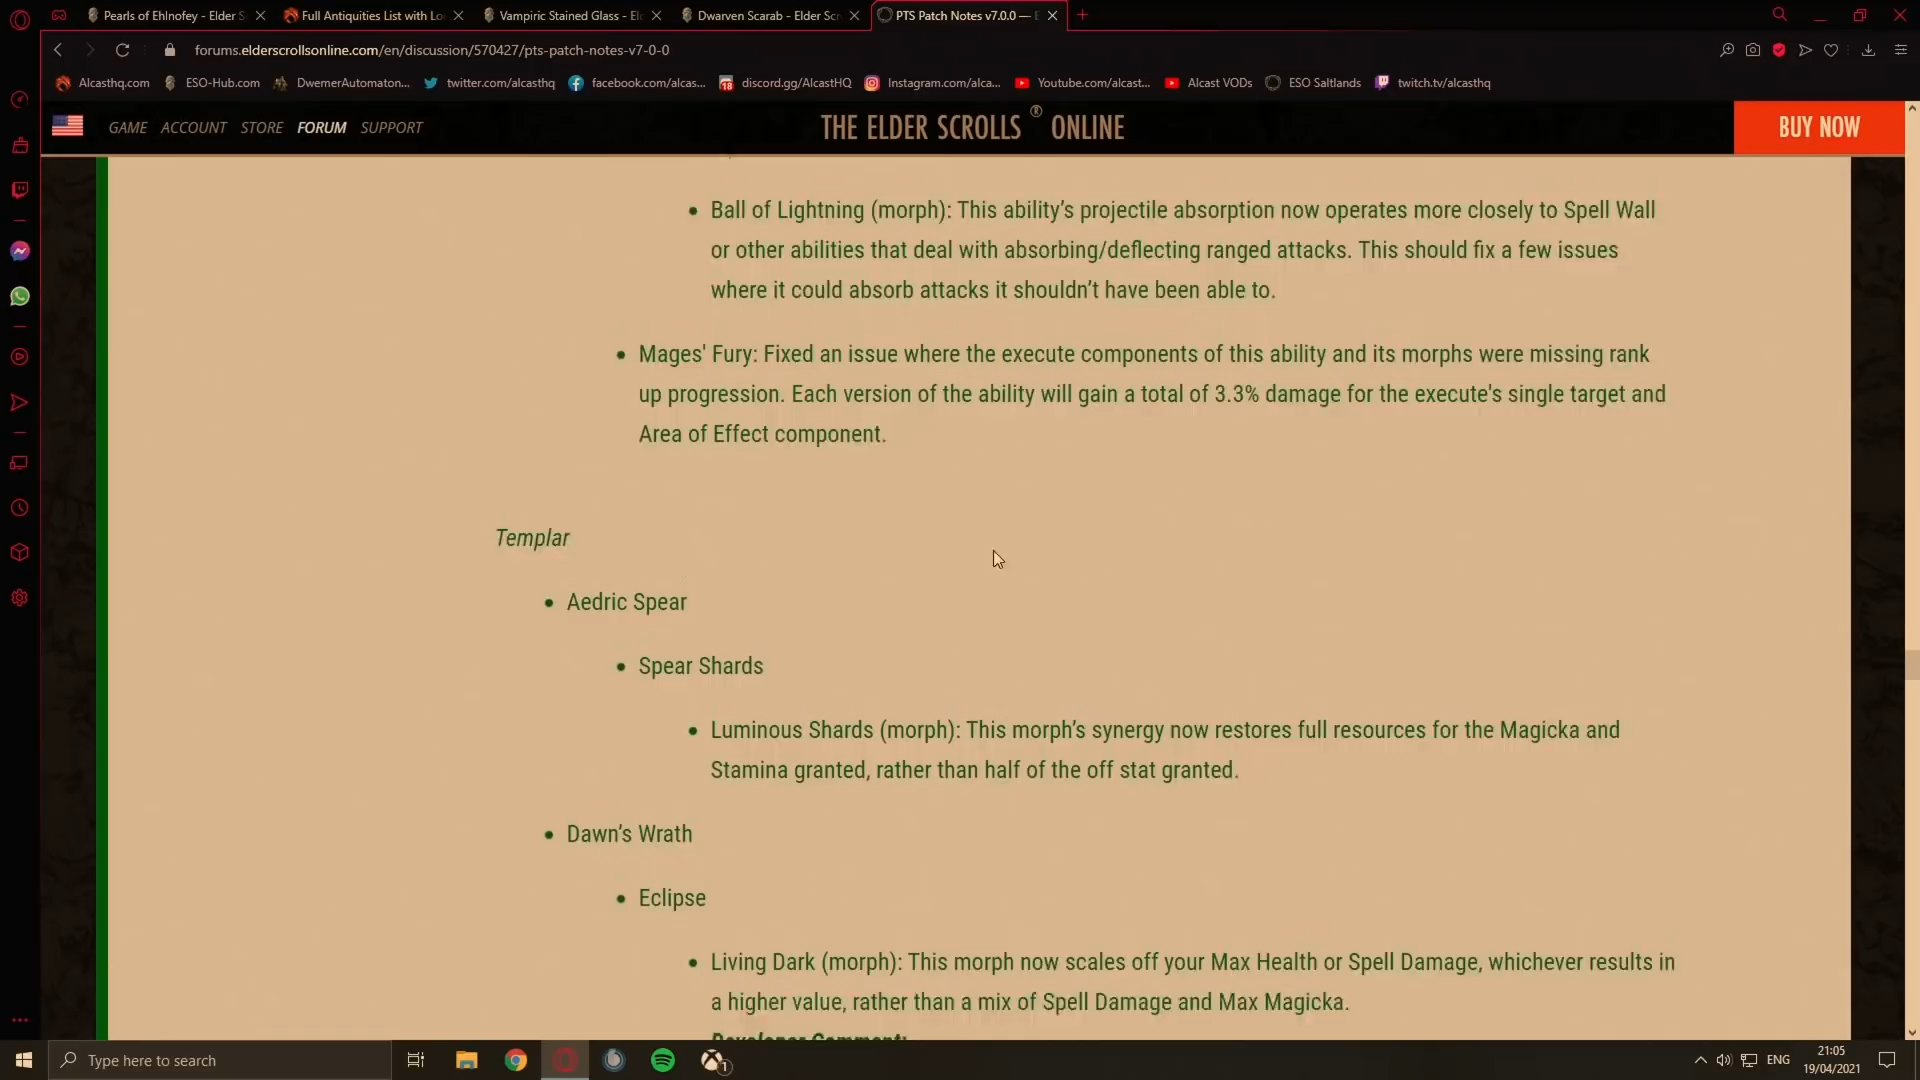 Pearls of Ehlnofey - Elder S
Full Antiquities List with Lo
Vampiric Stained Glass - El
Dwarven Scarab - Elder Scr
PTS Patch Notes v7.0.0 — E
forums.elderscrollsonline.com/en/discussion/570427/pts-patch-notes-v7-0-0
Alcasthq.com
ESO-Hub.com
DwemerAutomaton...
twitter.com/alcasthq
facebook.com/alcas...
18
discord.gg/AlcastHQ
Instagram.com/alca...
Youtube.com/alcast...
Alcast VODs
ESO Saltlands
twitch.tv/alcasthq
GAME ACCOUNT STORE FORUM SUPPORT
THE ELDER SCROLLS ® ONLINE
BUY NOW
• Ball of Lightning (morph): This ability’s projectile absorption now operates more closely to Spell Wall
or other abilities that deal with absorbing/deflecting ranged attacks. This should fix a few issues
where it could absorb attacks it shouldn’t have been able to.
• Mages' Fury: Fixed an issue where the execute components of this ability and its morphs were missing rank
up progression. Each version of the ability will gain a total of 3.3% damage for the execute's single target and
Area of Effect component.
Templar
• Aedric Spear
• Spear Shards
• Luminous Shards (morph): This morph’s synergy now restores full resources for the Magicka and
Stamina granted, rather than half of the off stat granted.
• Dawn’s Wrath
• Eclipse
• Living Dark (morph): This morph now scales off your Max Health or Spell Damage, whichever results in
a higher value, rather than a mix of Spell Damage and Max Magicka.
Developer Comment:
Type here to search
1
ENG
21:05
19/04/2021